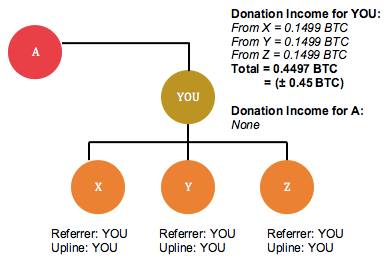 Donation Income for YOU:
From X = 0.1499 BTC
From Y = 0.1499 BTC
From Z = 0.1499 BTC
Total = 0.4497 BTC
= (± 0.45 BTC)
A
YOU
Donation Income for A:
None
X
Y
Z
Referrer: YOU
Upline: YOU
Referrer: YOU
Upline: YOU
Referrer: YOU
Upline: YOU